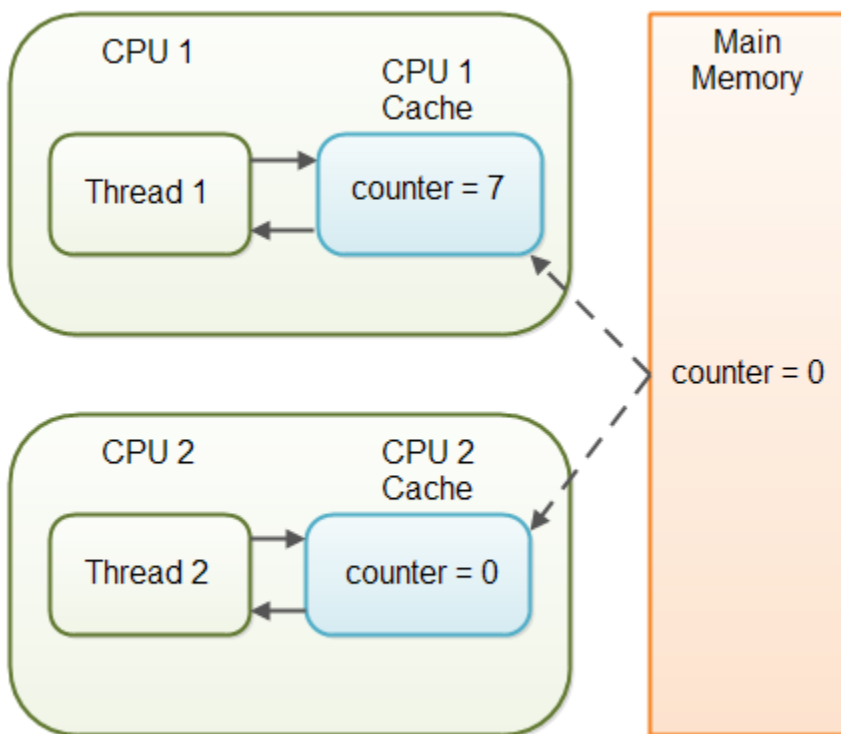 CPU 1
CPU 1
Cache
Thread 1
counter = 7
Main
Memory
counter = 0
CPU 2
CPU 2
Cache
Thread 2
counter = 0